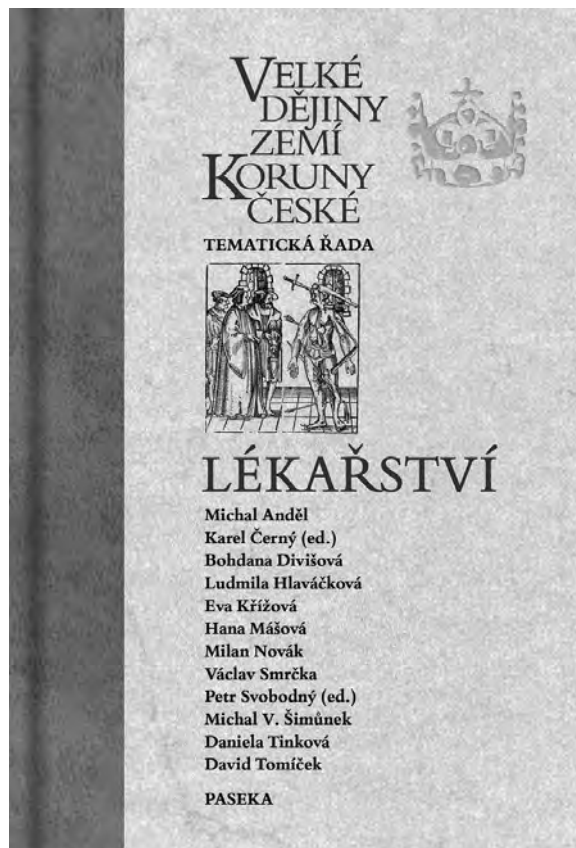 VELKÉ
DĚJINY
ZEMÍ
KORUNY
ČESKÉ
TEMATICKÁ ŘADA
LÉKAŘSTVÍ
Michal Anděl
Karel Černý (ed.)
Bohdana Divišová
Ludmila Hlaváčková
Eva Křížová
Hana Mášová
Milan Novák
Václav Smrčka
Petr Svobodný (ed.)
Michal V. Šimůnek
Daniela Tinková
David Tomíček
PASEKA